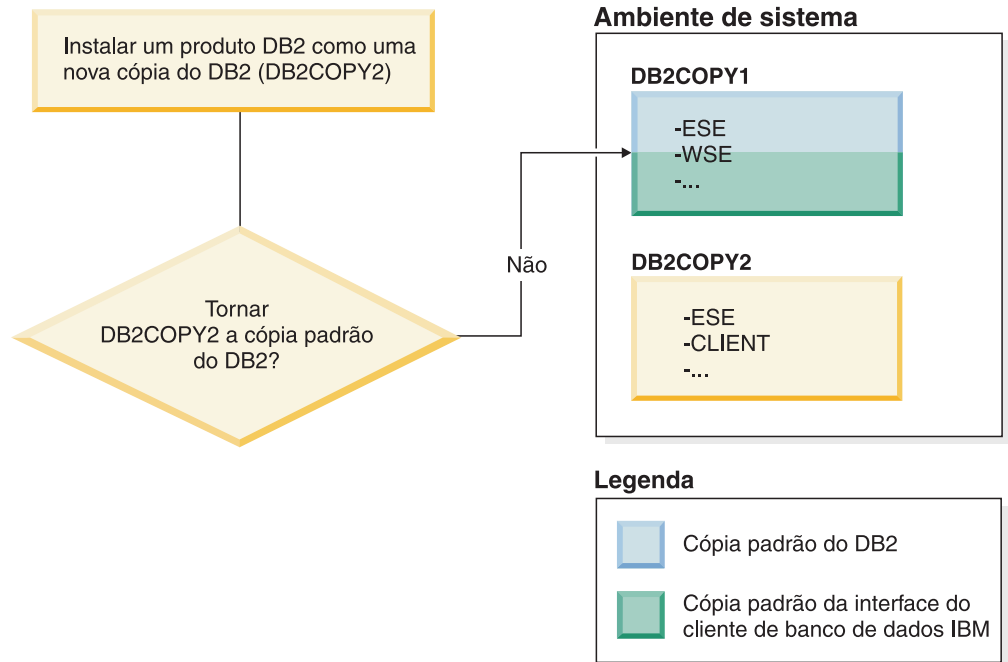 Instalar um produto DB2 como uma
nova cópia do DB2 (DB2COPY2)
Tornar
DB2COPY2 a cópia padrão
do DB2?
Não
Ambiente de sistema
DB2COPY1
-ESE
-WSE
-...
DB2COPY2
-ESE
-CLIENT
-...
Legenda
Cópia padrão do DB2
Cópia padrão da interface do
cliente de banco de dados IBM